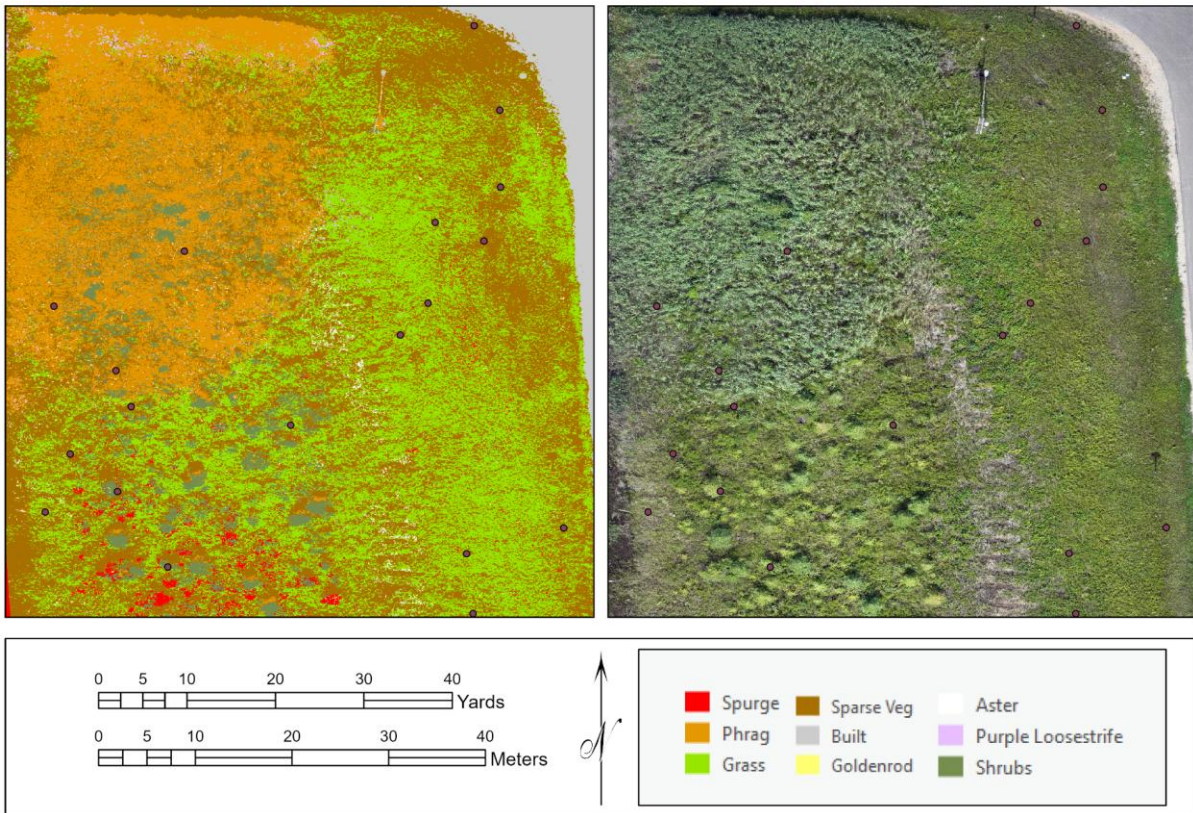 0 5 10 20 30 40
Yards
0 5 10 20 30 40
Meters
N
Spurge
Phrag
Grass
Sparse Veg
Built
Goldenrod
Aster
Purple Loosestrife
Shrubs